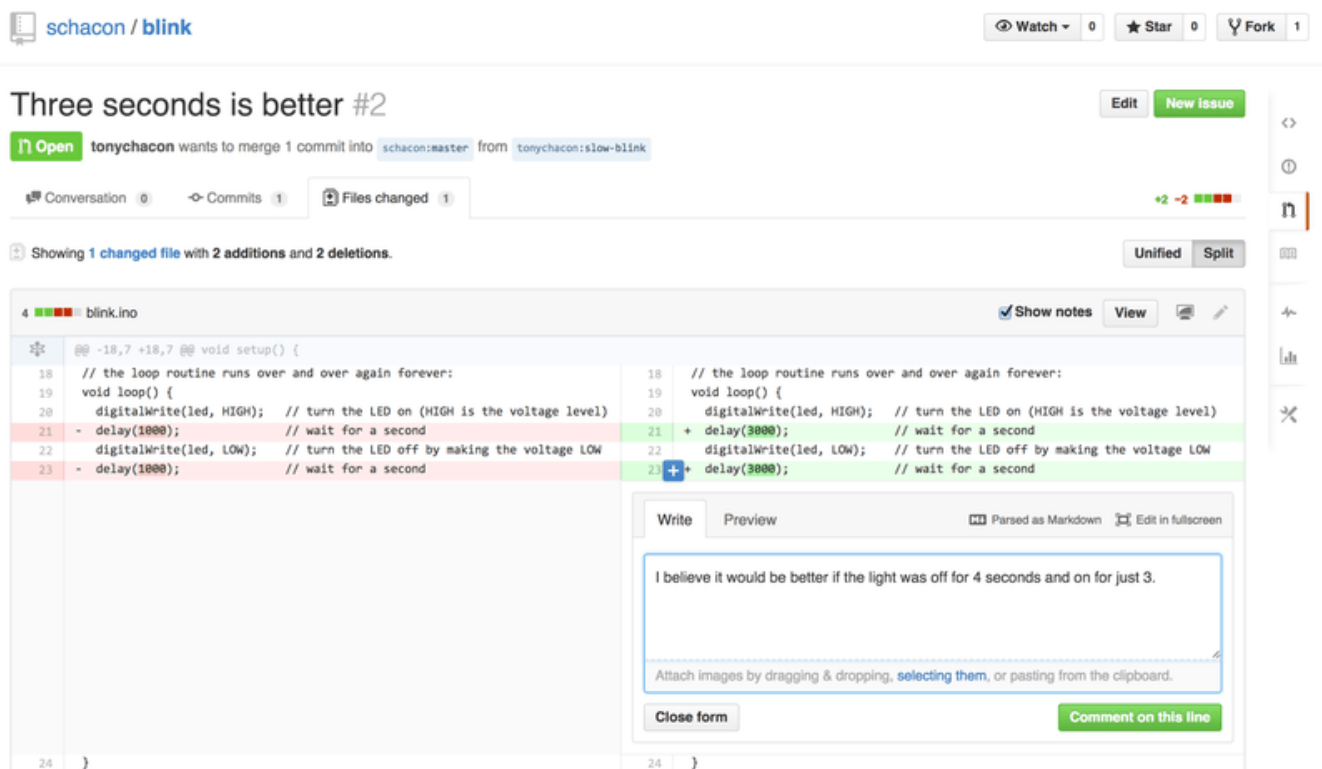 schacon / blink
Watch 0 Star 0 Fork 1
Three seconds is better #2
Edit New issue
Open tonychacon wants to merge 1 commit into schacon:master from tonychacon:slow-blink
Conversation 0 Commits 1 Files changed 1 +2 −2
Showing 1 changed file with 2 additions and 2 deletions.
Unified Split
4 blink.ino
Show notes View
@@ -18,7 +18,7 @@ void setup() {
18 // the loop routine runs over and over again forever:
19 void loop() {
20 digitalWrite(led, HIGH); // turn the LED on (HIGH is the voltage level)
21 - delay(1000); // wait for a second
22 digitalWrite(led, LOW); // turn the LED off by making the voltage LOW
23 - delay(1000); // wait for a second
24 }
18 // the loop routine runs over and over again forever:
19 void loop() {
20 digitalWrite(led, HIGH); // turn the LED on (HIGH is the voltage level)
21 + delay(3000); // wait for a second
22 digitalWrite(led, LOW); // turn the LED off by making the voltage LOW
23 + delay(3000); // wait for a second
Write Preview Parsed as Markdown Edit in fullscreen
I believe it would be better if the light was off for 4 seconds and on for just 3.
Attach images by dragging & dropping, selecting them, or pasting from the clipboard.
Close form Comment on this line
24 }